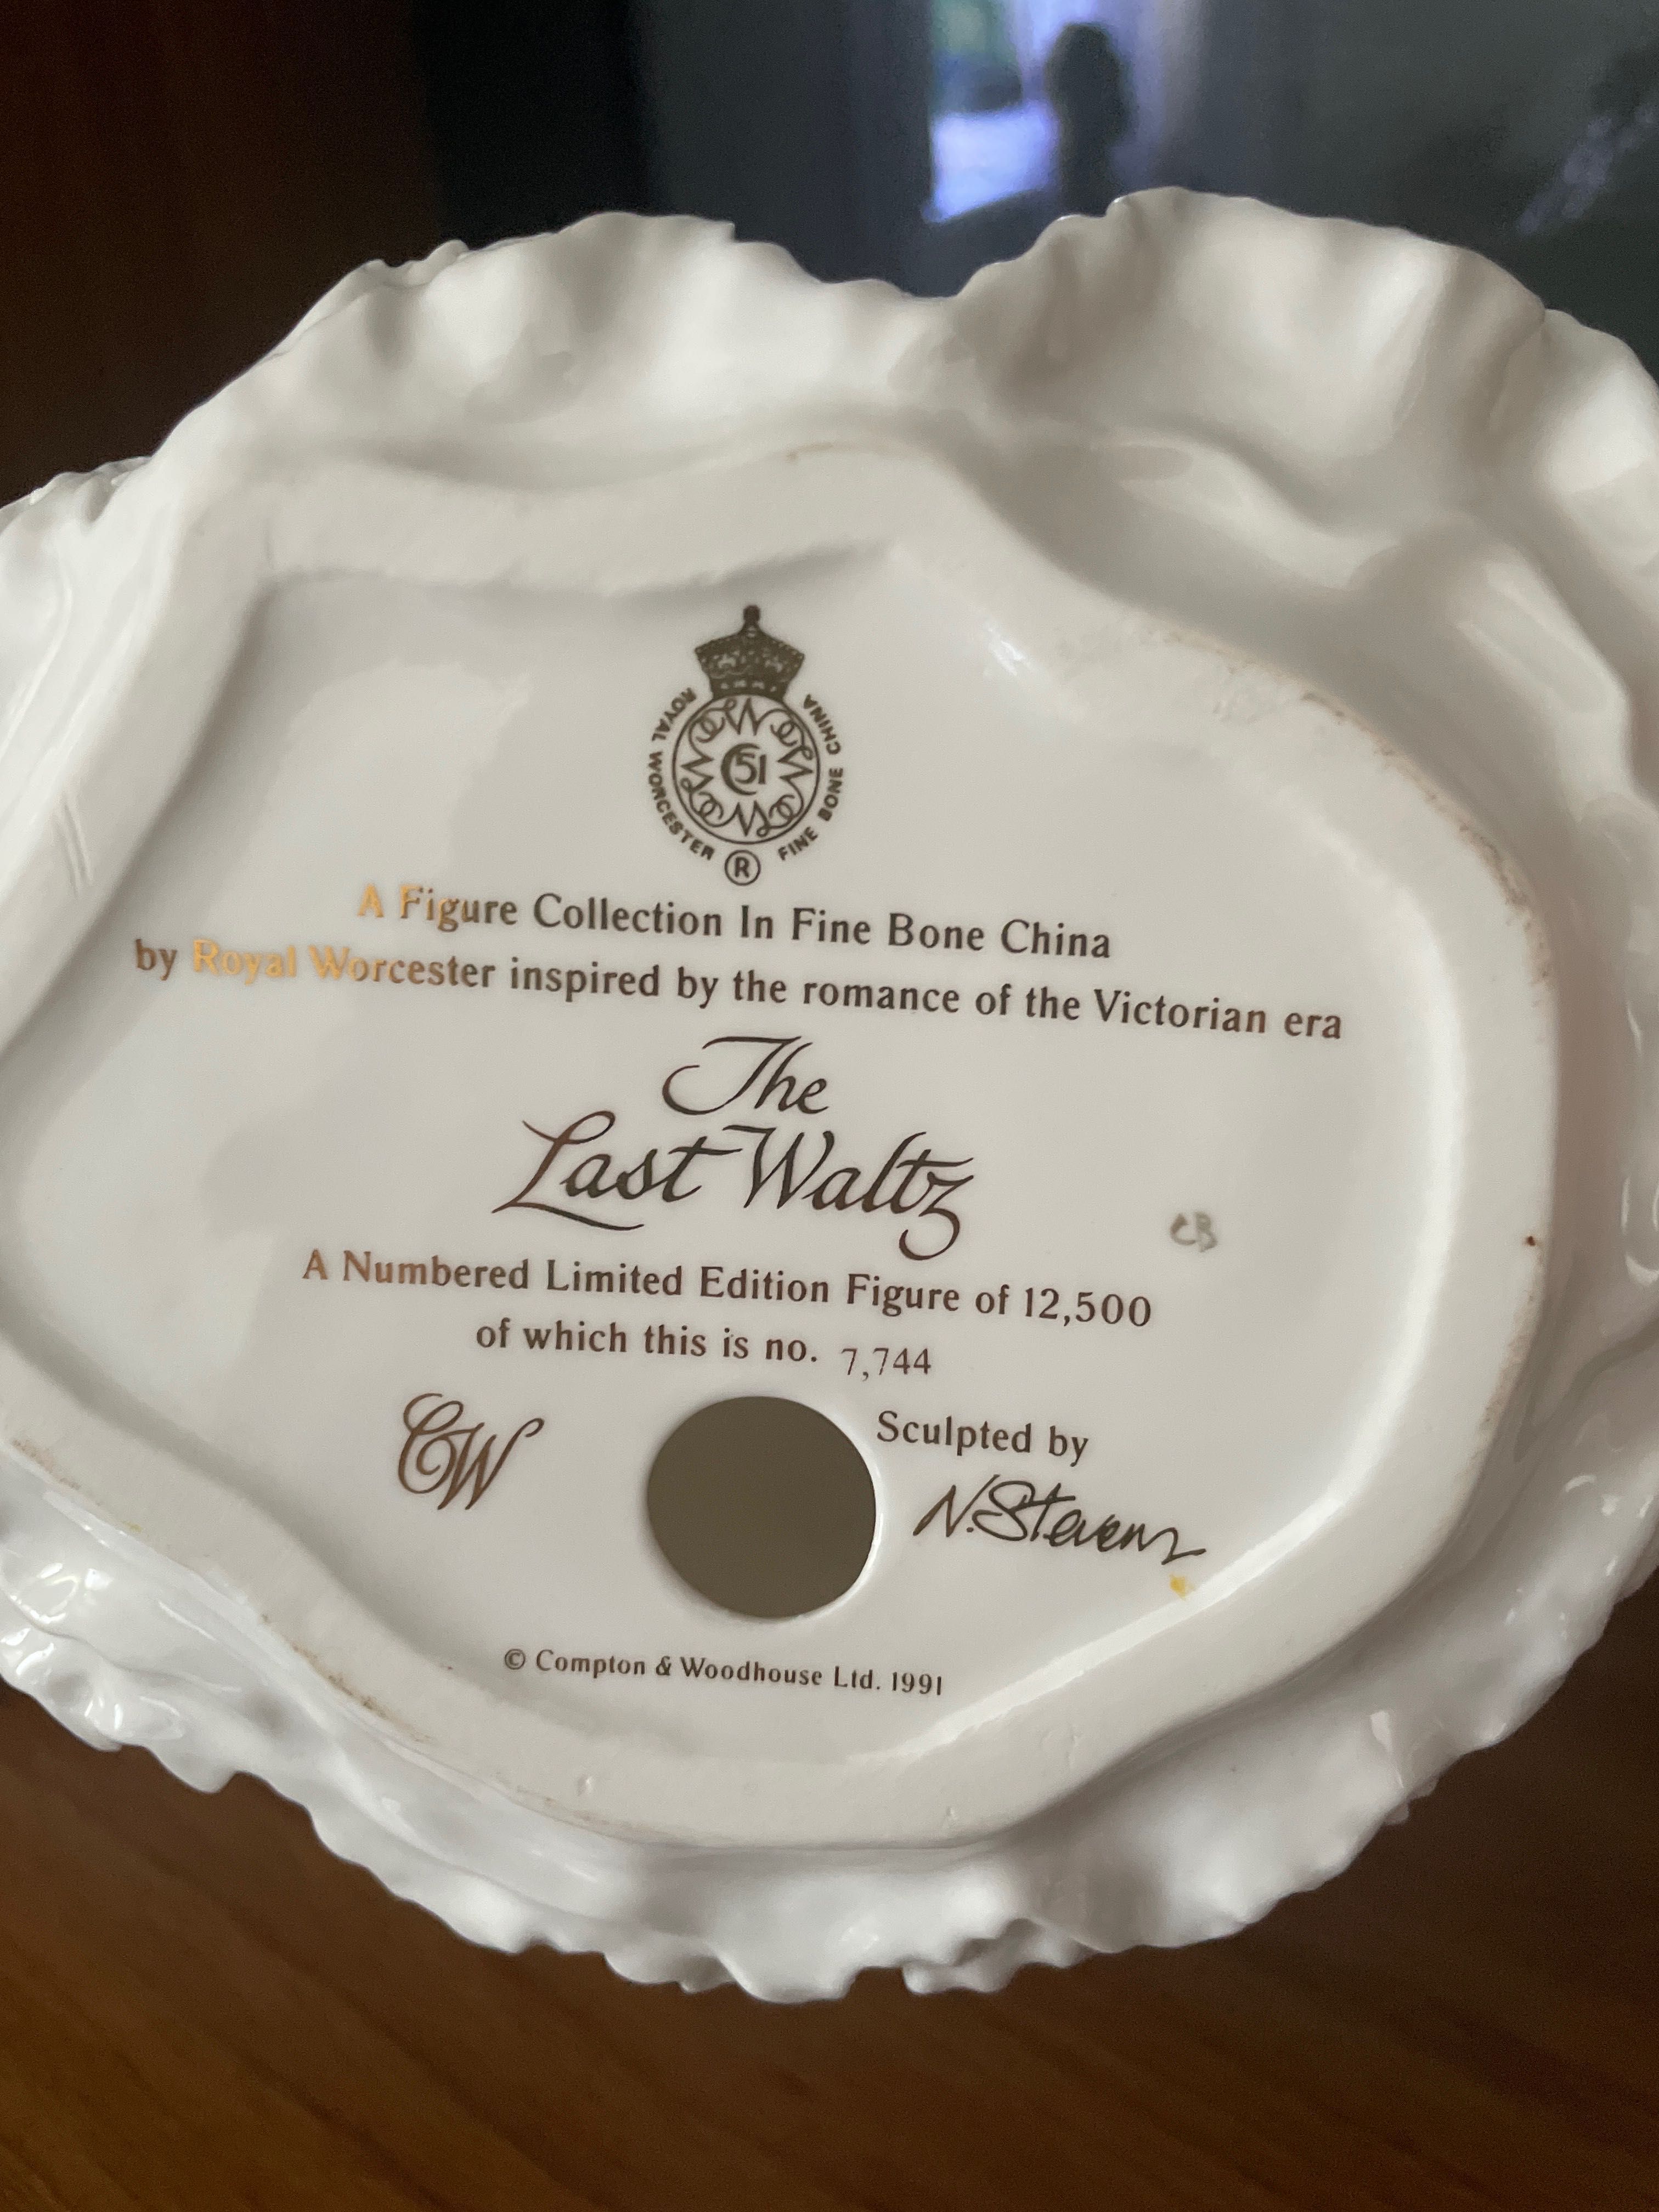 ROYAL WORCESTER FINE BONE CHINA
51
®
A Figure Collection In Fine Bone China
by Royal Worcester inspired by the romance of the Victorian era
The
Last Waltz
CB
A Numbered Limited Edition Figure of 12,500
of which this is no. 7,744
CW
Sculpted by
N. Stevens
© Compton & Woodhouse Ltd. 1991